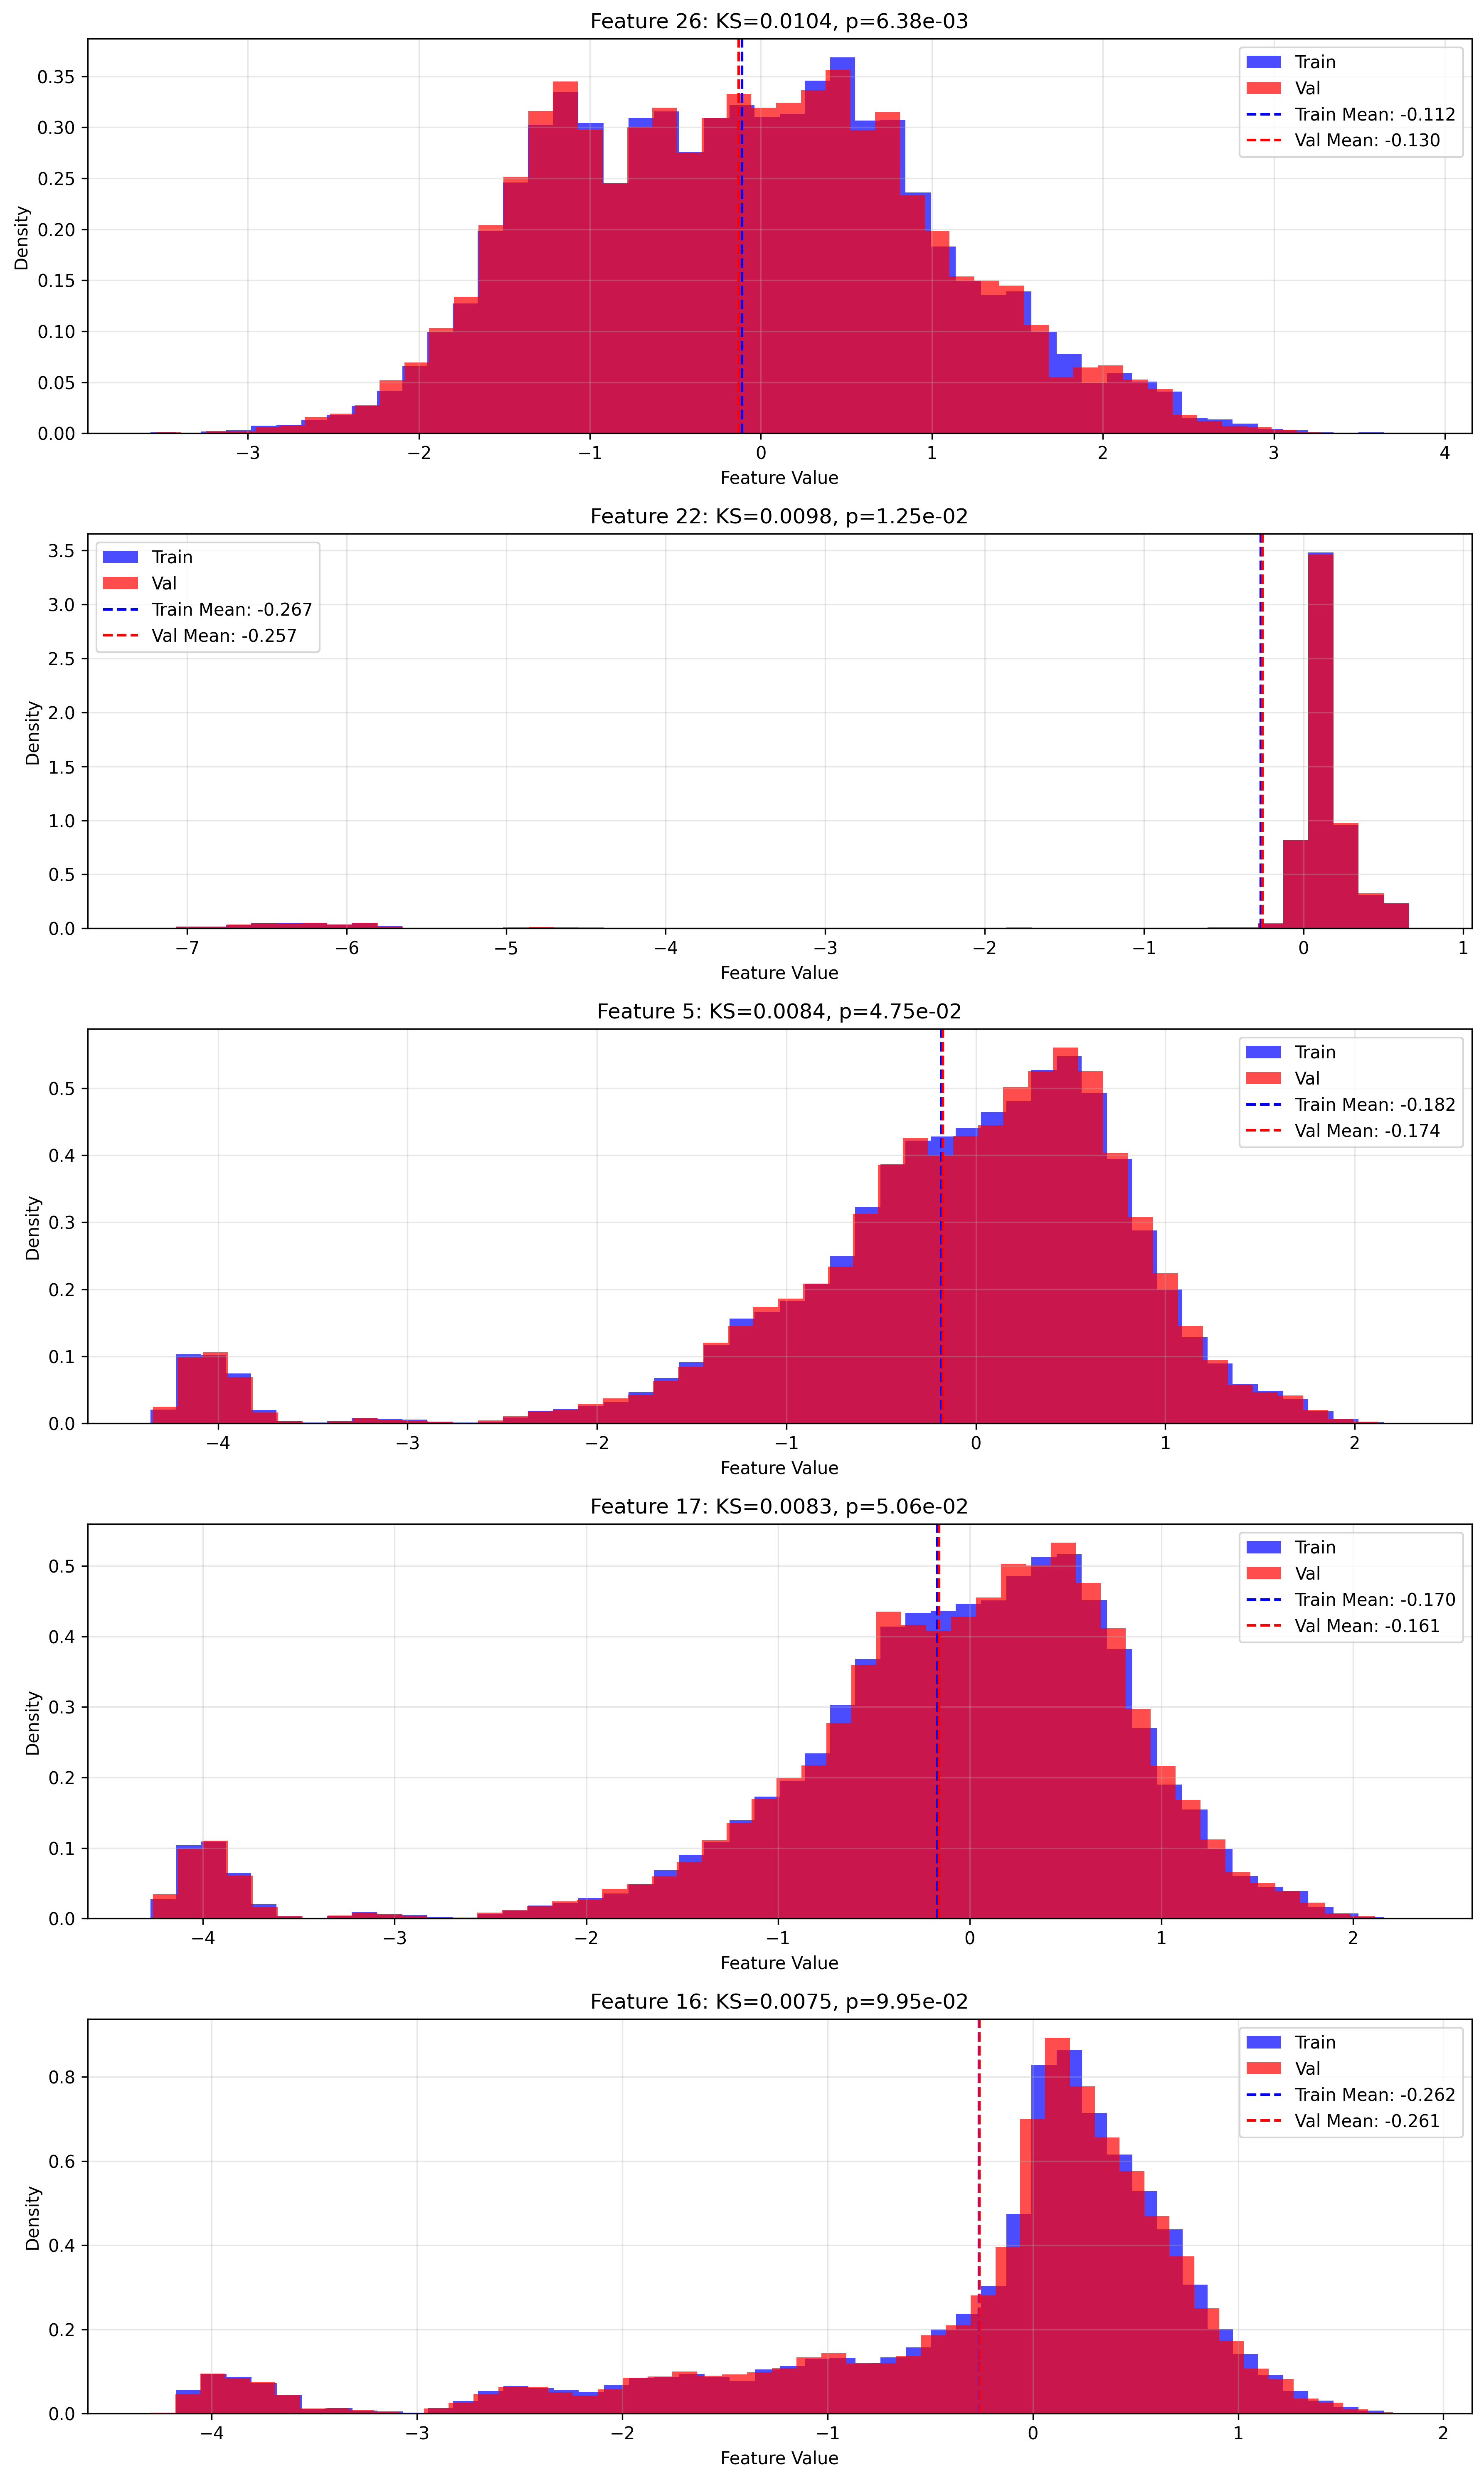 Feature 26: KS=0.0104, p=6.38e-03
Train
Val
Train Mean: -0.112
Val Mean: -0.130
0.35
0.30
0.25
0.20
0.15
0.10
0.05
0.00
Density
−3 −2 −1 0 1 2 3 4
Feature Value
Feature 22: KS=0.0098, p=1.25e-02
Train
Val
Train Mean: -0.267
Val Mean: -0.257
3.5
3.0
2.5
2.0
1.5
1.0
0.5
0.0
Density
−7 −6 −5 −4 −3 −2 −1 0 1
Feature Value
Feature 5: KS=0.0084, p=4.75e-02
Train
Val
Train Mean: -0.182
Val Mean: -0.174
0.5
0.4
0.3
0.2
0.1
0.0
Density
−4 −3 −2 −1 0 1 2
Feature Value
Feature 17: KS=0.0083, p=5.06e-02
Train
Val
Train Mean: -0.170
Val Mean: -0.161
0.5
0.4
0.3
0.2
0.1
0.0
Density
−4 −3 −2 −1 0 1 2
Feature Value
Feature 16: KS=0.0075, p=9.95e-02
Train
Val
Train Mean: -0.262
Val Mean: -0.261
0.8
0.6
0.4
0.2
0.0
Density
−4 −3 −2 −1 0 1 2
Feature Value